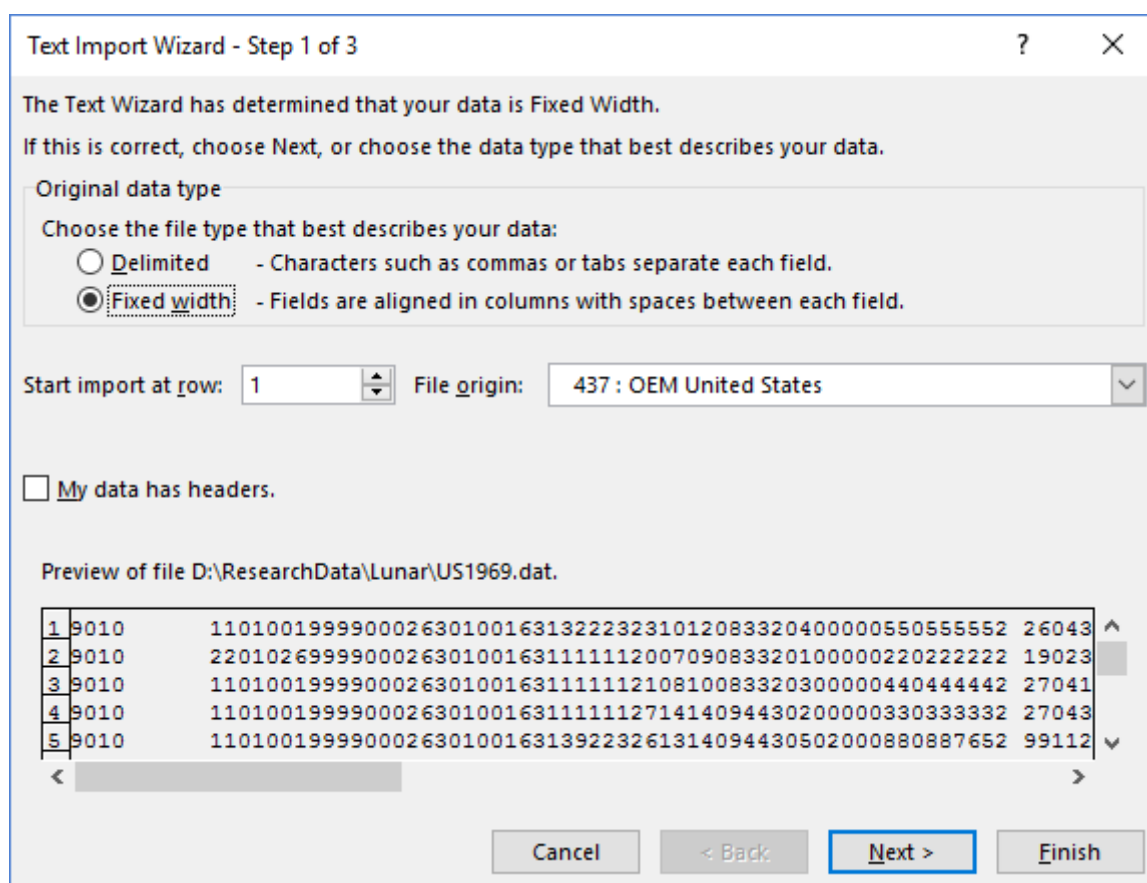 Text Import Wizard - Step 1 of 3 ?
The Text Wizard has determined that your data is Fixed Width.
If this is correct, choose Next, or choose the data type that best describes your data.
Original data type
Choose the file type that best describes your data:
Delimited - Characters such as commas or tabs separate each field.
Fixed width - Fields are aligned in columns with spaces between each field.
Start import at row: 1 File origin: 437 : OEM United States
My data has headers.
Preview of file D:\ResearchData\Lunar\US1969.dat.
1 9010 110100199999000263010016313222323101208332040000055055552 26043
2 9010 220102699999000263010016311111120070908332010000022022222 19023
3 9010 110100199999000263010016311111121081008332030000044044442 27041
4 9010 110100199999000263010016311111127141409443020000033033332 27043
5 9010 1101001999990002630100163139223261314094430502000880887652 99112
Cancel < Back Next > Finish